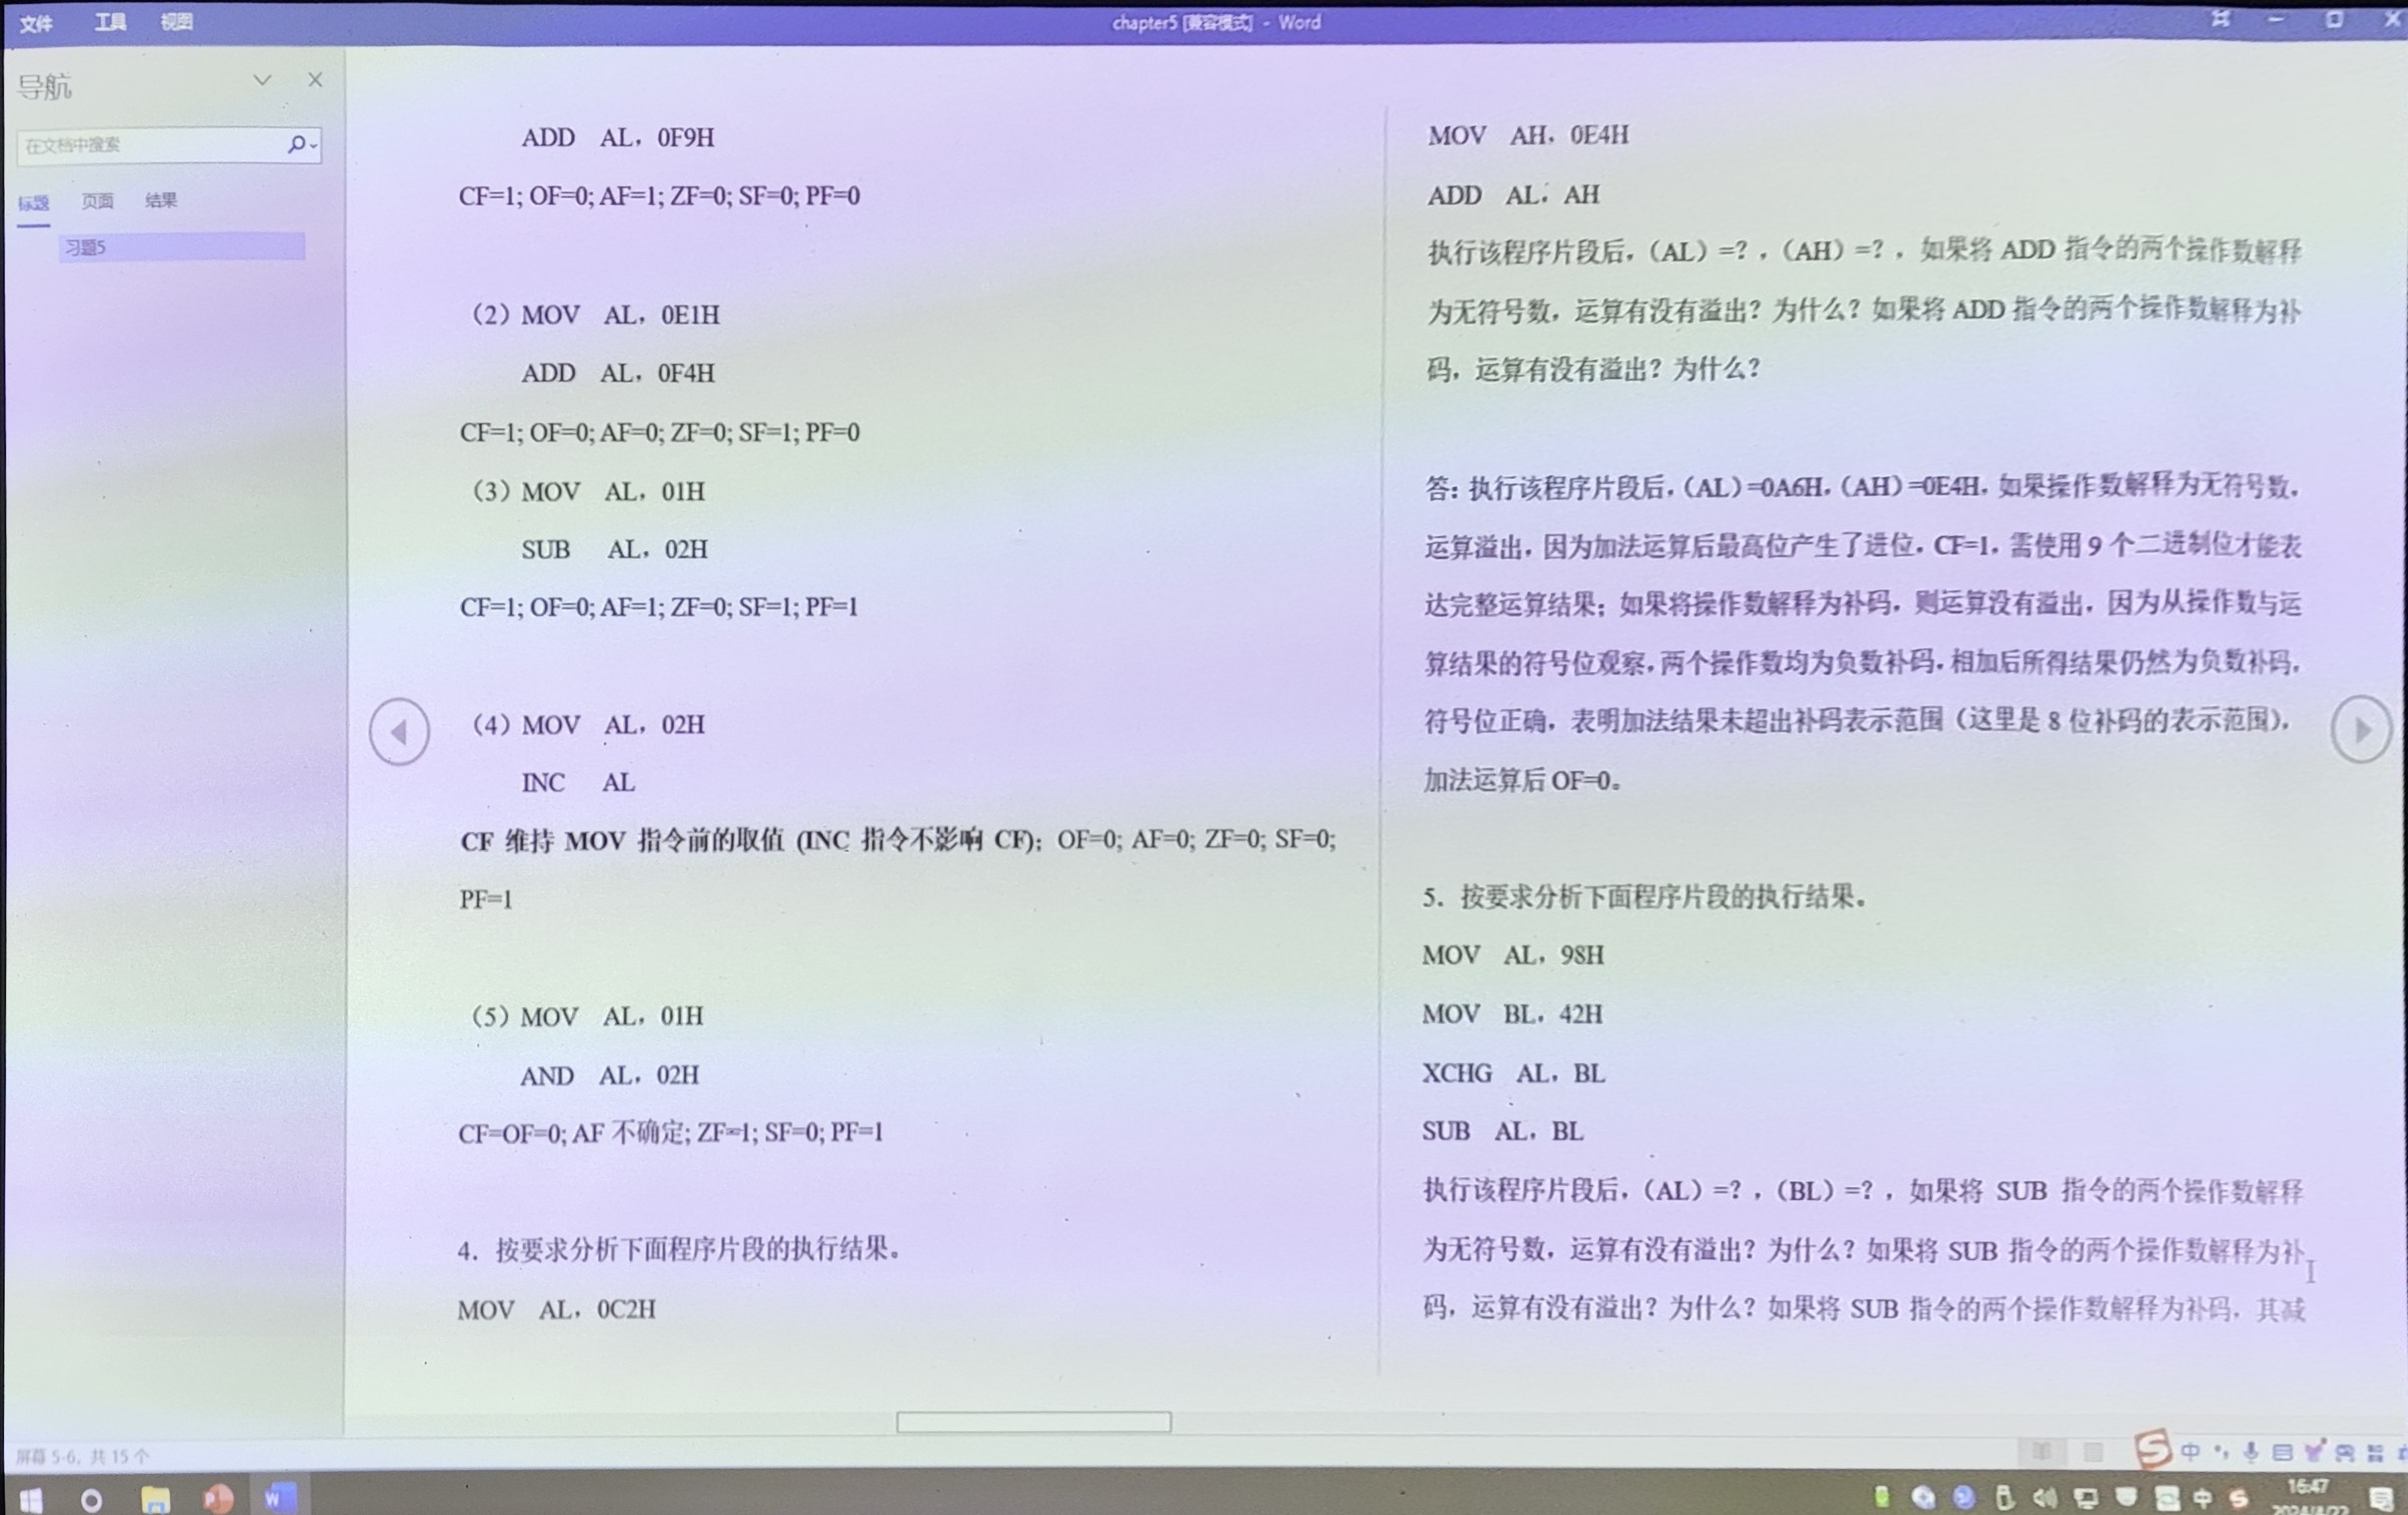 文件 工具 视图
chapter5 [兼容模式] - Word
导航
在文档中搜索
标题 页面 结果
习题5
ADD AL，0F9H
CF=1; OF=0; AF=1; ZF=0; SF=0; PF=0
（2）MOV AL，0E1H
ADD AL，0F4H
CF=1; OF=0; AF=0; ZF=0; SF=1; PF=0
（3）MOV AL，01H
SUB AL，02H
CF=1; OF=0; AF=1; ZF=0; SF=1; PF=1
（4）MOV AL，02H
INC AL
CF 维持 MOV 指令前的取值 (INC 指令不影响 CF)；OF=0; AF=0; ZF=0; SF=0;
PF=1
（5）MOV AL，01H
AND AL，02H
CF=OF=0; AF 不确定; ZF=1; SF=0; PF=1
4．按要求分析下面程序片段的执行结果。
MOV AL，0C2H
MOV AH，0E4H
ADD AL，AH
执行该程序片段后，（AL）=?，（AH）=?，如果将 ADD 指令的两个操作数解释
为无符号数，运算有没有溢出？为什么？如果将 ADD 指令的两个操作数解释为补
码，运算有没有溢出？为什么？
答：执行该程序片段后，（AL）=0A6H，（AH）=0E4H，如果操作数解释为无符号数，
运算溢出，因为加法运算后最高位产生了进位，CF=1，需使用 9 个二进制位才能表
达完整运算结果；如果将操作数解释为补码，则运算没有溢出，因为从操作数与运
算结果的符号位观察，两个操作数均为负数补码，相加后所得结果仍然为负数补码，
符号位正确，表明加法结果未超出补码表示范围（这里是 8 位补码的表示范围），
加法运算后 OF=0。
5．按要求分析下面程序片段的执行结果。
MOV AL，98H
MOV BL，42H
XCHG AL，BL
SUB AL，BL
执行该程序片段后，（AL）=?，（BL）=?，如果将 SUB 指令的两个操作数解释
为无符号数，运算有没有溢出？为什么？如果将 SUB 指令的两个操作数解释为补
码，运算有没有溢出？为什么？如果将 SUB 指令的两个操作数解释为补码，其减
屏幕 5-6, 共 15 个
中
中
16:47
2024/4/22